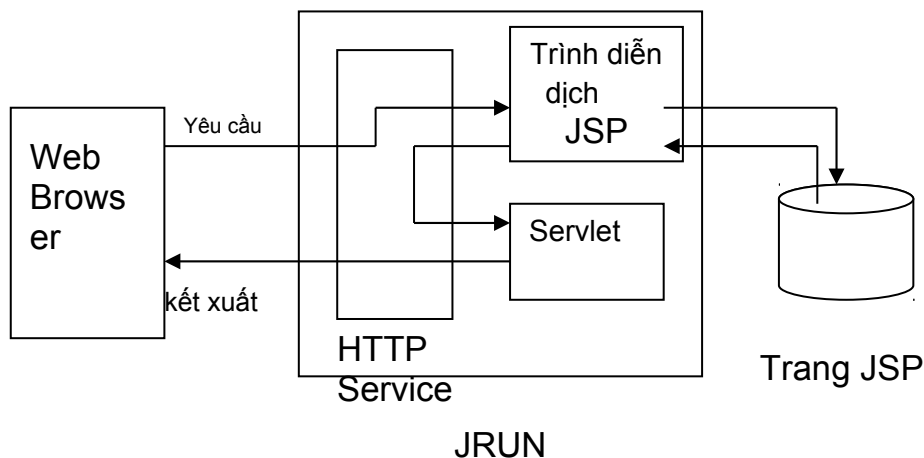 Trình diễn
dịch
JSP
Yêu cầu
Web
Brows
er
Servlet
kết xuất
HTTP
Service
Trang JSP
JRUN